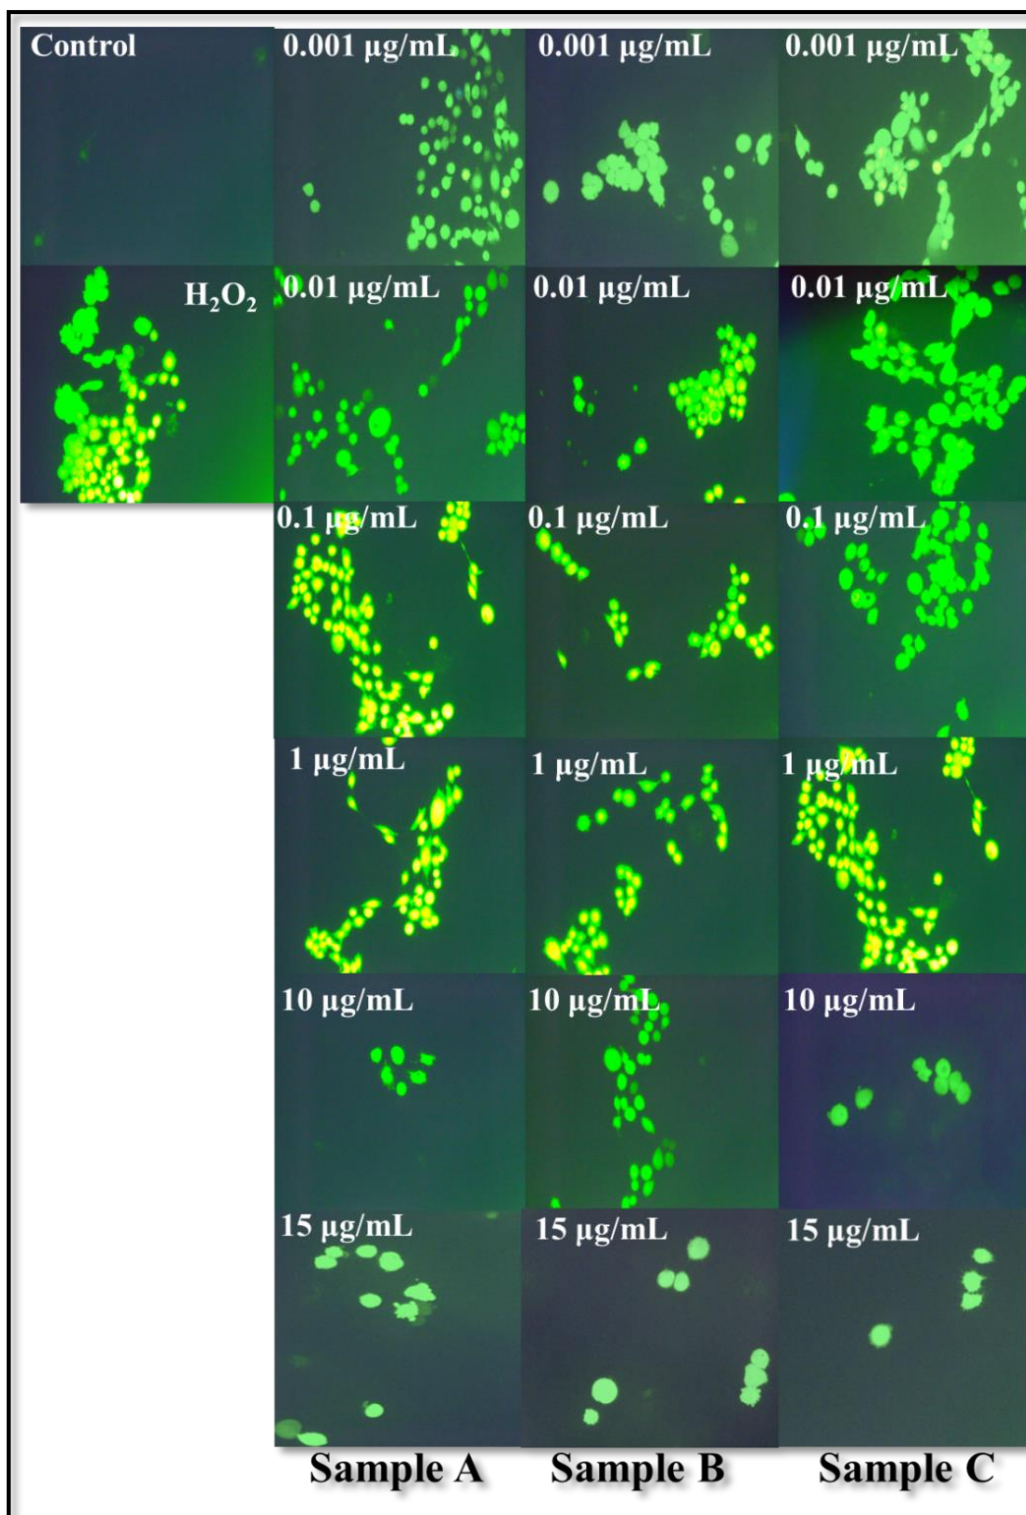 Control 0.001 µg/mL 0.001 µg/mL 0.001 µg/mL
H₂O₂ 0.01 µg/mL 0.01 µg/mL 0.01 µg/mL
0.1 µg/mL 0.1 µg/mL 0.1 µg/mL
1 µg/mL 1 µg/mL 1 µg/mL
10 µg/mL 10 µg/mL 10 µg/mL
15 µg/mL 15 µg/mL 15 µg/mL
Sample A Sample B Sample C